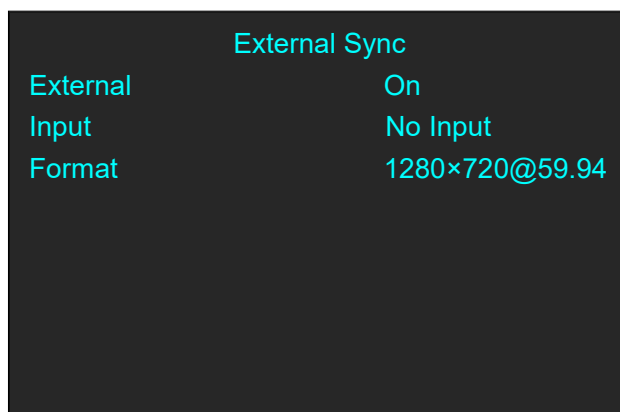 External Sync
External On
Input No Input
Format 1280×720@59.94